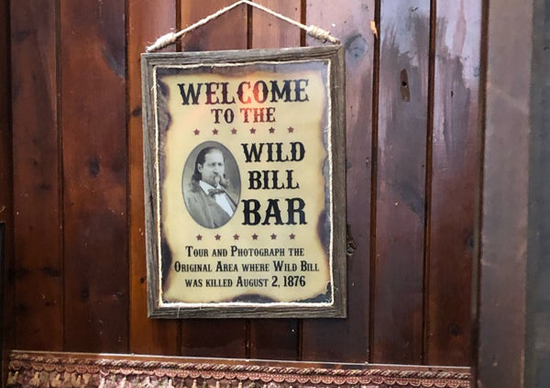 WELCOME
TO THE
WILD
BILL
BAR
TOUR AND PHOTOGRAPH THE
ORIGINAL AREA WHERE WILD BILL
WAS KILLED AUGUST 2, 1876